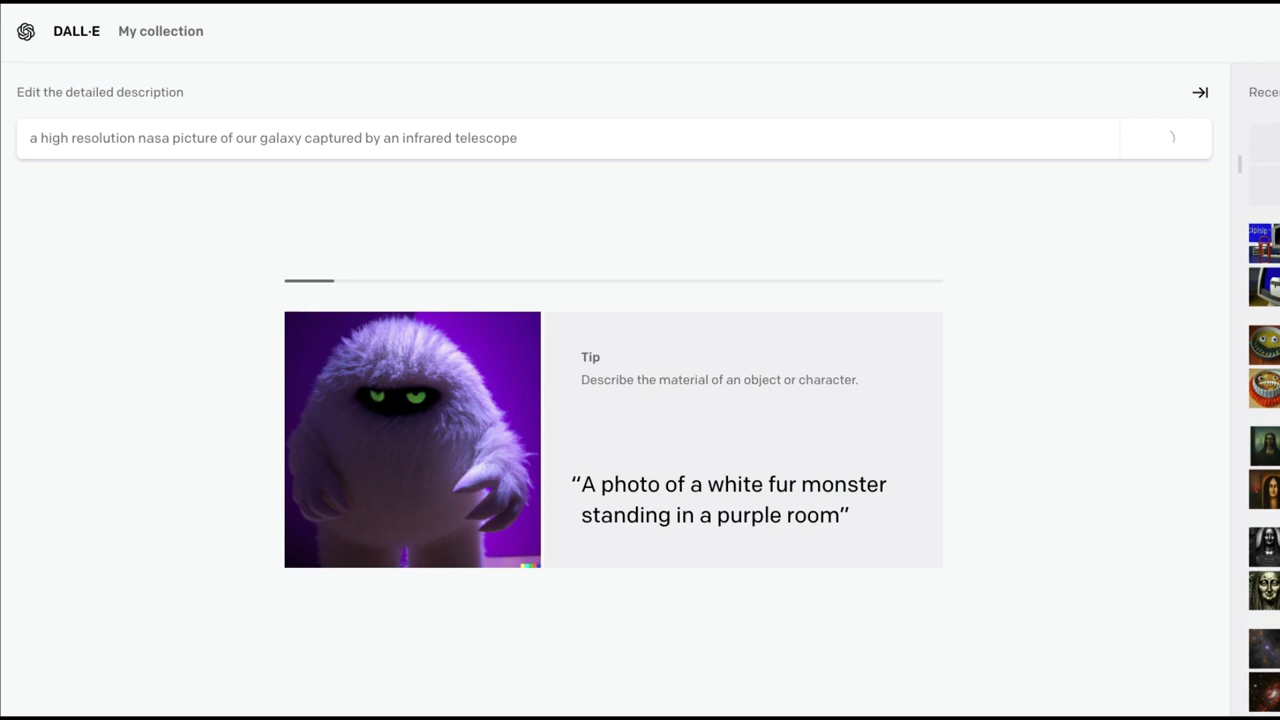 DALL·E My collection
Edit the detailed description
Rece
a high resolution nasa picture of our galaxy captured by an infrared telescope
Tip
Describe the material of an object or character.
“A photo of a white fur monster
standing in a purple room”